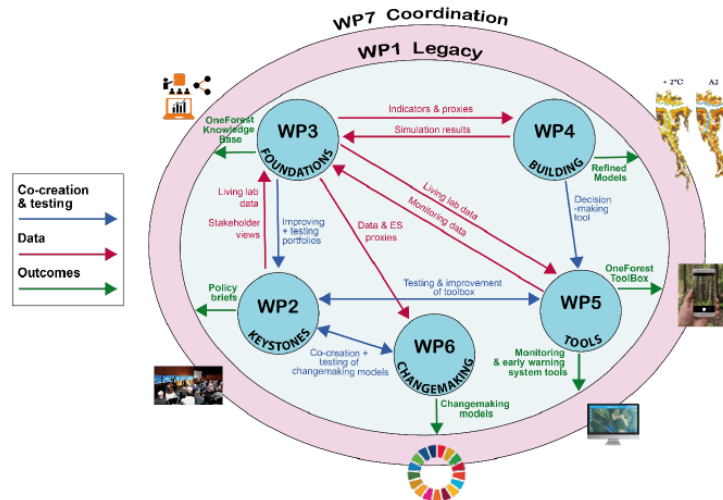 WP7 Coordination
WP1 Legacy
+ 2°C
A2
Co-creation
& testing
Data
Outcomes
OneForest
Knowledge
Base
WP3
FOUNDATIONS
Indicators & proxies
Simulation results
WP4
BUILDING
Refined
Models
Living lab
data
Stakeholder
views
Improving
+ testing
portfolios
Data & ES
proxies
Living lab data
Monitoring data
Decision
-making
tool
OneForest
ToolBox
Policy
briefs
WP2
KEYSTONES
Testing & improvement
of toolbox
WP5
TOOLS
WP6
CHANGEMAKING
Co-creation +
testing of
changemaking models
Monitoring
& early warning
system tools
Changemaking
models